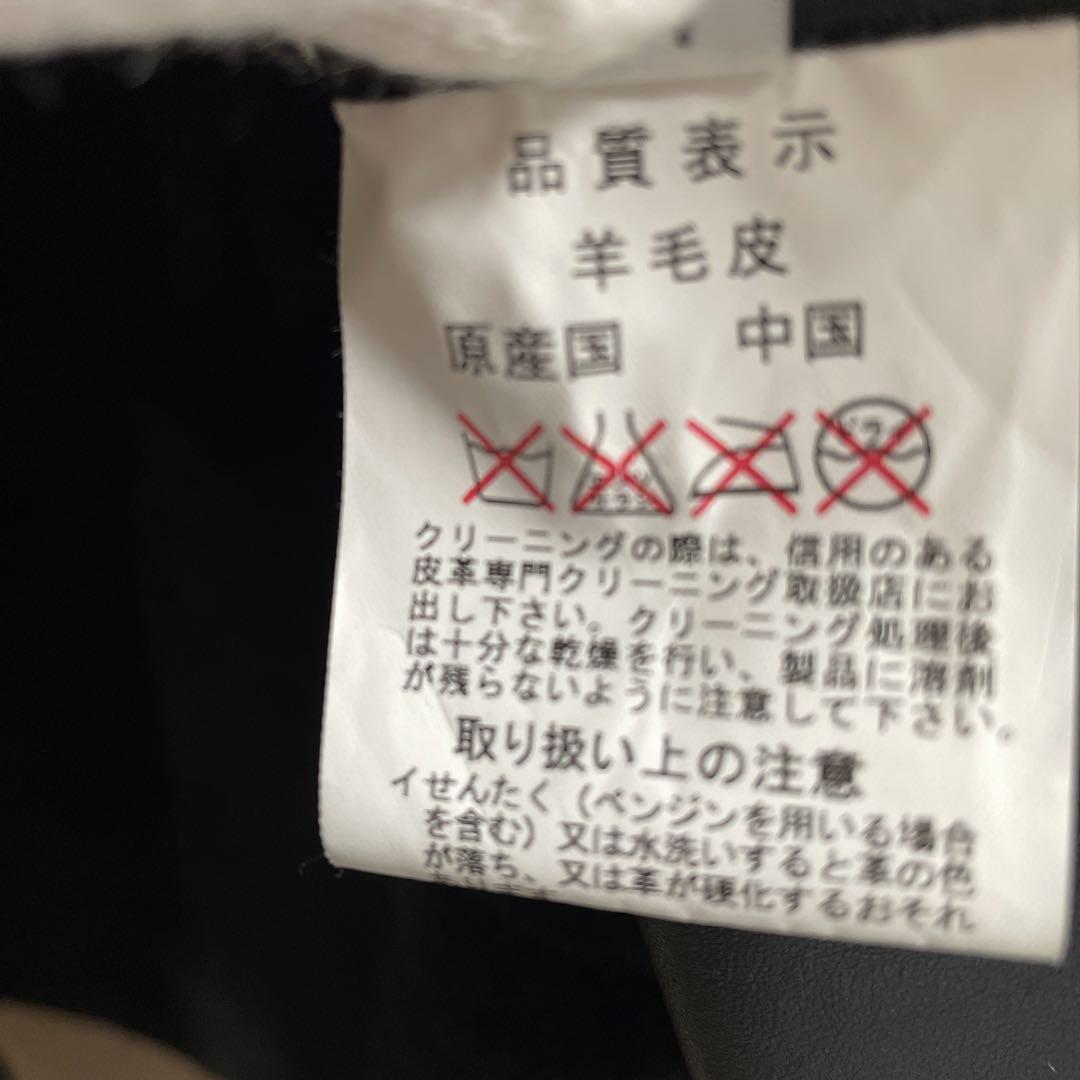 品質表示
羊毛皮
原産国 中国
クリーニングの際は、信用のある
皮革専門クリーニング取扱店にお
出し下さい。クリーニング処理後
は十分な乾燥を行い、製品に溶剤
が残らないように注意して下さい。
取り扱い上の注意
イせんたく(ベンジンを用いる場合
を含む)又は水洗いすると革の色
が落ち、又は革が硬化するおそれ